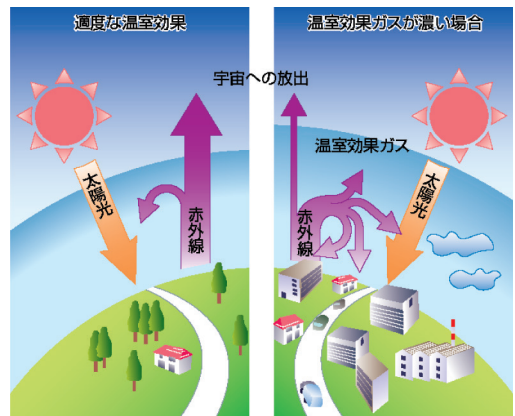 適度な温室効果
温室効果ガスが濃い場合
宇宙への放出
温室効果ガス
太陽光
赤外線
赤外線
太陽光